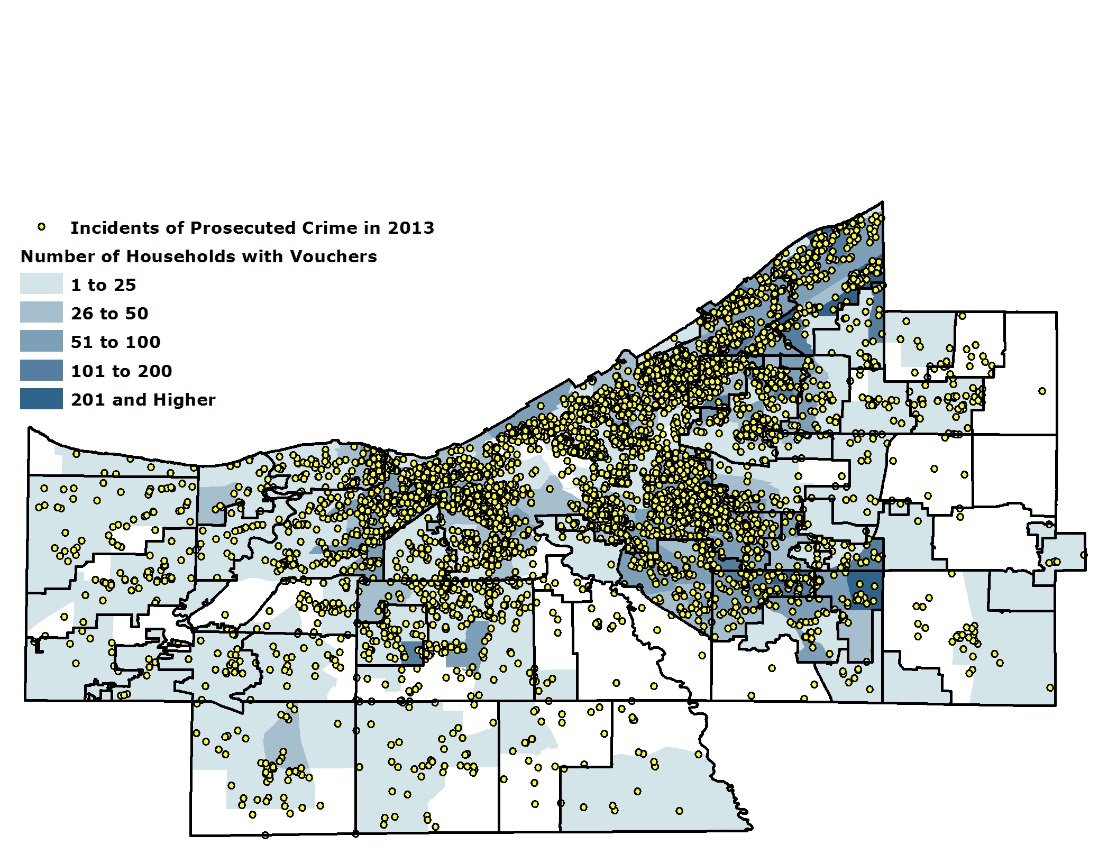 Incidents of Prosecuted Crime in 2013
Number of Households with Vouchers
1 to 25
26 to 50
51 to 100
101 to 200
201 and Higher